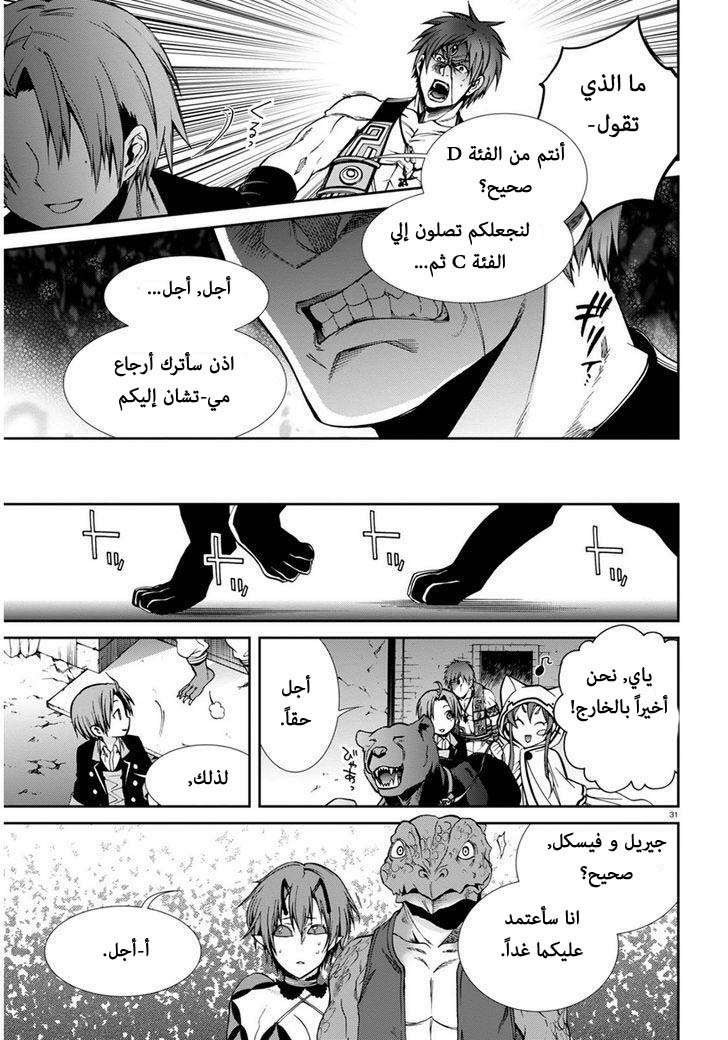 ما الذي
تقول-
أنتم من الفئة D
صحيح؟
لنجعلكم تصلون إلي
الفئة C ثم...
أجل, أجل...
اذن سأترك أرجاع
مي-تشان إليكم
ياي, نحن
أخيراً بالخارج!
أجل
حقاً.
لذلك,
31
جيريل و فيسكل,
صحيح؟
انا سأعتمد
عليكما غداً.
أ-أجل.